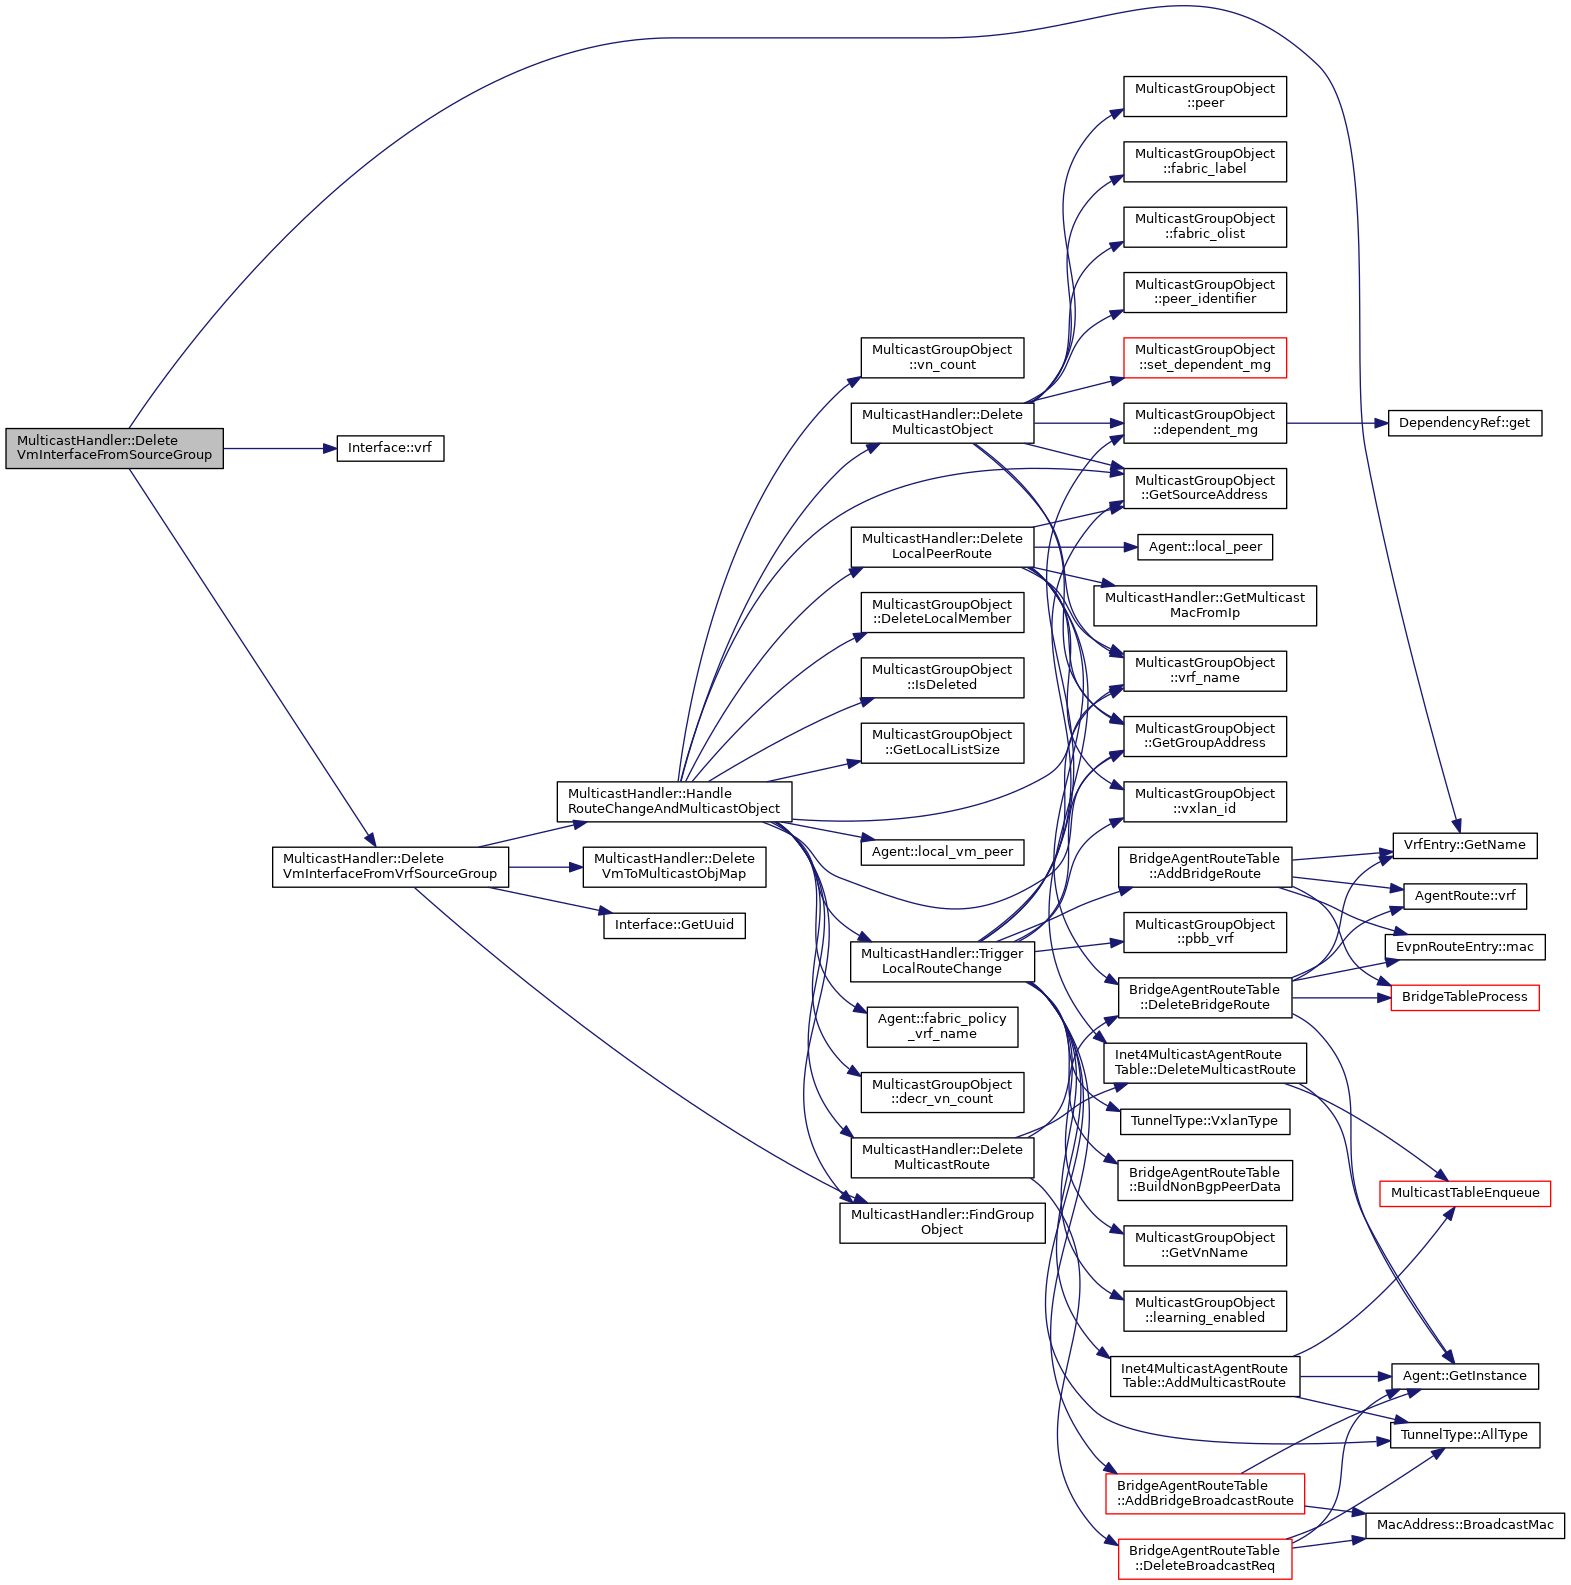 MulticastHandler::Delete
VmInterfaceFromSourceGroup
Interface::vrf
MulticastHandler::Delete
VmInterfaceFromVrfSourceGroup
MulticastHandler::Handle
RouteChangeAndMulticastObject
MulticastHandler::Delete
VmToMulticastObjMap
Interface::GetUuid
MulticastGroupObject
::vn_count
MulticastHandler::Delete
MulticastObject
MulticastHandler::Delete
LocalPeerRoute
MulticastGroupObject
::DeleteLocalMember
MulticastGroupObject
::IsDeleted
MulticastGroupObject
::GetLocalListSize
Agent::local_vm_peer
MulticastHandler::Trigger
LocalRouteChange
Agent::fabric_policy
_vrf_name
MulticastGroupObject
::decr_vn_count
MulticastHandler::Delete
MulticastRoute
MulticastHandler::FindGroup
Object
MulticastGroupObject
::peer
MulticastGroupObject
::fabric_label
MulticastGroupObject
::fabric_olist
MulticastGroupObject
::peer_identifier
MulticastGroupObject
::set_dependent_mg
MulticastGroupObject
::dependent_mg
MulticastGroupObject
::GetSourceAddress
Agent::local_peer
MulticastHandler::GetMulticast
MacFromIp
MulticastGroupObject
::vrf_name
MulticastGroupObject
::GetGroupAddress
MulticastGroupObject
::vxlan_id
BridgeAgentRouteTable
::AddBridgeRoute
MulticastGroupObject
::pbb_vrf
BridgeAgentRouteTable
::DeleteBridgeRoute
Inet4MulticastAgentRoute
Table::DeleteMulticastRoute
TunnelType::VxlanType
BridgeAgentRouteTable
::BuildNonBgpPeerData
MulticastGroupObject
::GetVnName
MulticastGroupObject
::learning_enabled
Inet4MulticastAgentRoute
Table::AddMulticastRoute
BridgeAgentRouteTable
::AddBridgeBroadcastRoute
BridgeAgentRouteTable
::DeleteBroadcastReq
DependencyRef::get
VrfEntry::GetName
AgentRoute::vrf
EvpnRouteEntry::mac
BridgeTableProcess
MulticastTableEnqueue
Agent::GetInstance
TunnelType::AllType
MacAddress::BroadcastMac